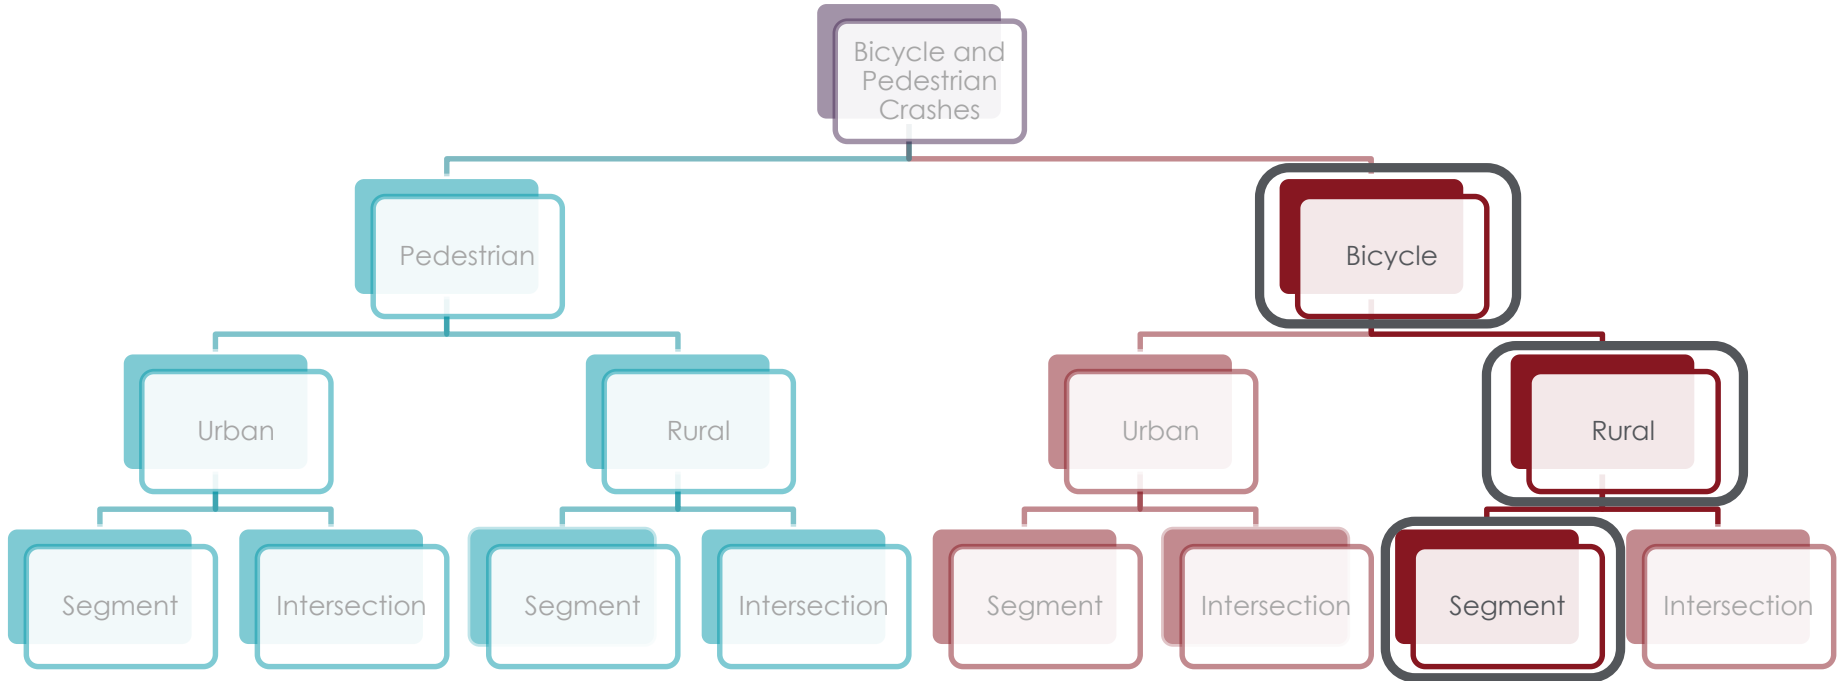 Bicycle and
Pedestrian
Crashes
Pedestrian
Bicycle
Urban
Rural
Urban
Rural
Segment
Intersection
Segment
Intersection
Segment
Intersection
Segment
Intersection